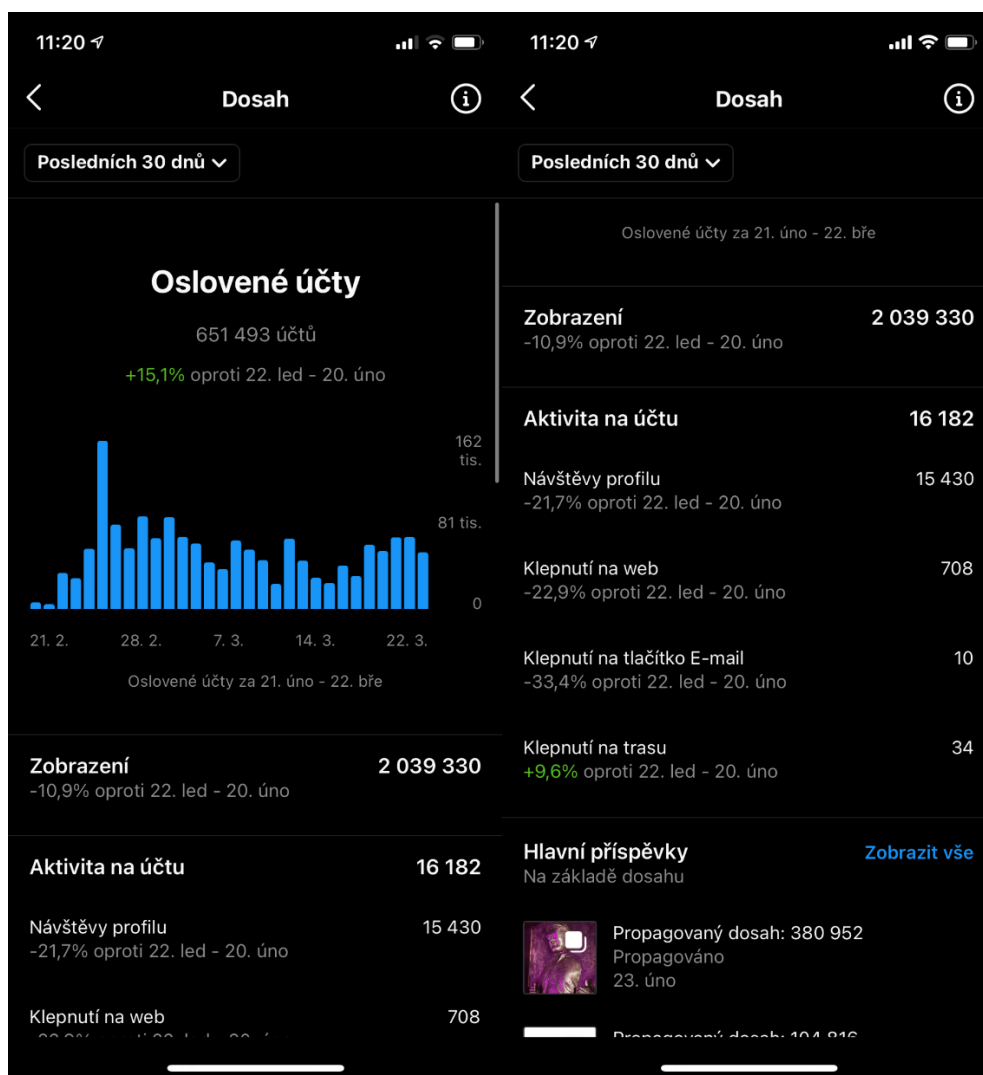 11:20
Dosah
Posledních 30 dnů
Oslovené účty
651 493 účtů
+15,1% oproti 22. led - 20. úno
162
tis.
81 tis.
0
21. 2.
28. 2.
7. 3.
14. 3.
22. 3.
Oslovené účty za 21. úno - 22. bře
Zobrazení
2 039 330
-10,9% oproti 22. led - 20. úno
Aktivita na účtu
16 182
Návštěvy profilu
15 430
-21,7% oproti 22. led - 20. úno
Klepnutí na web
708
11:20
Dosah
Posledních 30 dnů
Oslovené účty za 21. úno - 22. bře
Zobrazení
2 039 330
-10,9% oproti 22. led - 20. úno
Aktivita na účtu
16 182
Návštěvy profilu
15 430
-21,7% oproti 22. led - 20. úno
Klepnutí na web
708
-22,9% oproti 22. led - 20. úno
Klepnutí na tlačítko E-mail
10
-33,4% oproti 22. led - 20. úno
Klepnutí na trasu
34
+9,6% oproti 22. led - 20. úno
Hlavní příspěvky
Zobrazit vše
Na základě dosahu
Propagovaný dosah: 380 952
Propagováno
23. úno
Propagovaný dosah: 104 816